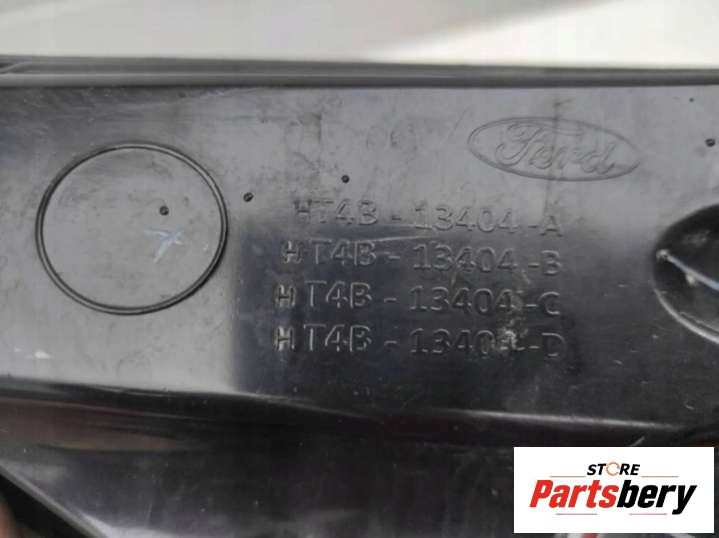 Ford
HT4B - 13404 - A
HT4B - 13404 - B
HT4B - 13404 - C
HT4B - 13404 - D
STORE
Partsbery